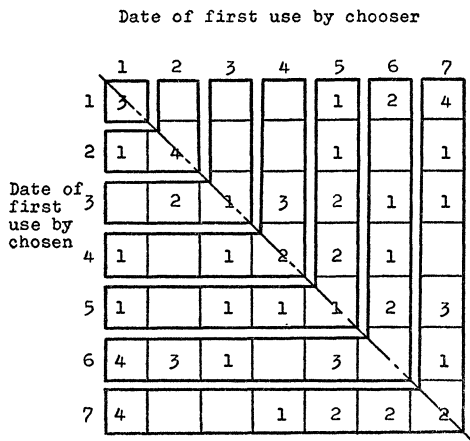 Date of first use by chooser
1 2 3 4 5 6 7
1 3 1 2 4
2 1 4 1 1
Date of
first
use by
chosen
3 2 1 3 2 1 1
4 1 1 2 2 1
5 1 1 1 1 2 3
6 4 3 1 3 1
7 4 1 2 2 2